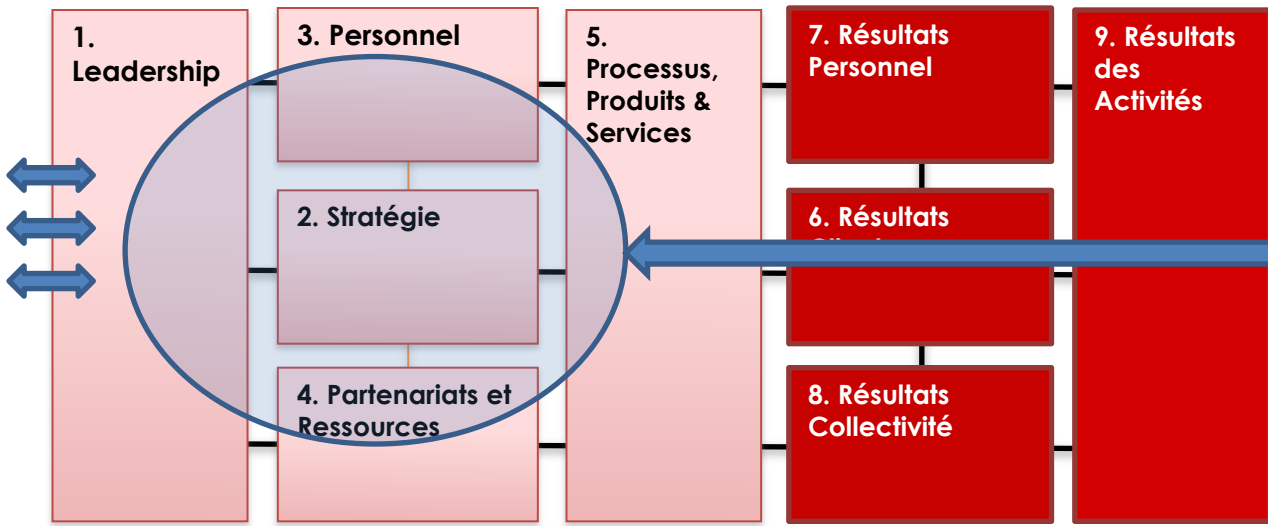 1.
Leadership
3. Personnel
2. Stratégie
4. Partenariats et
Ressources
5.
Processus,
Produits &
Services
7. Résultats
Personnel
6. Résultats
8. Résultats
Collectivité
9. Résultats
des
Activités